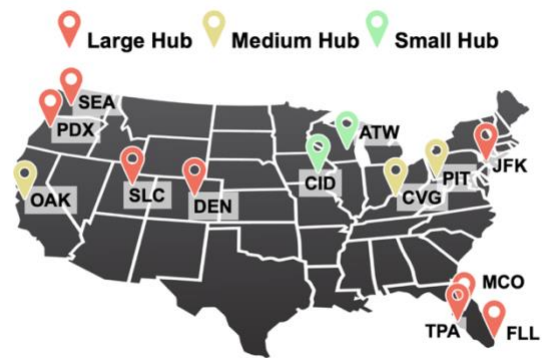 Large Hub Medium Hub Small Hub
SEA
PDX
ATW
JFK
PIT
CID
SLC
CVG
OAK
DEN
MCO
TPA
FLL